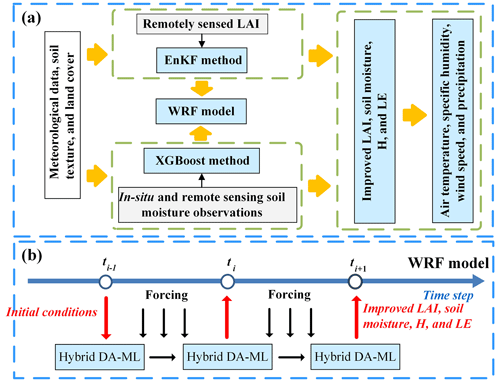 (a)
Meteorological data, soil
texture, and land cover
Remotely sensed LAI
EnKF method
WRF model
XGBoost method
In-situ and remote sensing soil
moisture observations
Improved LAI, soil moisture,
H, and LE
Air temperature, specific humidity,
wind speed, and precipitation
(b)
t_{i-1}
t_i
t_{i+1}
WRF model
Time step
Initial conditions
Forcing
Forcing
Improved LAI, soil
moisture, H, and LE
Hybrid DA-ML
Hybrid DA-ML
Hybrid DA-ML